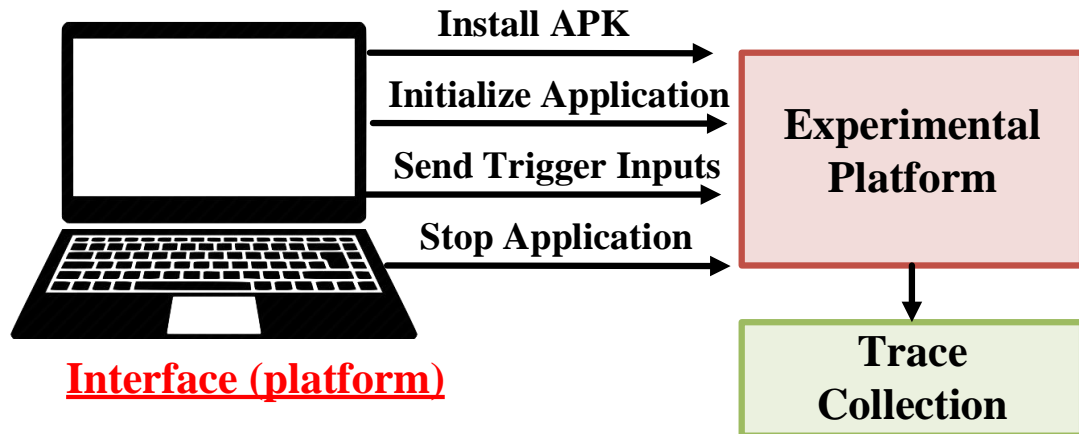 Install APK
Initialize Application
Send Trigger Inputs
Stop Application
Experimental
Platform
Interface (platform)
Trace
Collection